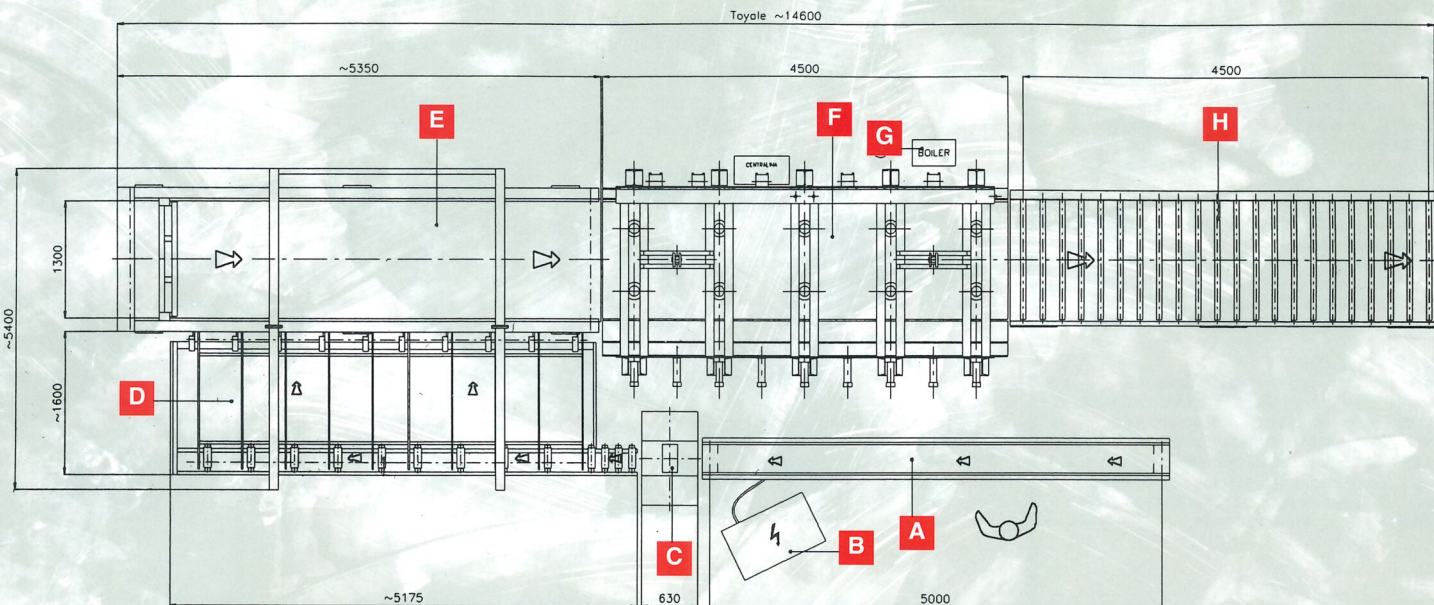 Toyale ~14600
~5350
4500
4500
E
F
G
H
BOILER
CENTRALINA
1300
~5400
~1600
D
A
B
C
~5175
630
5000